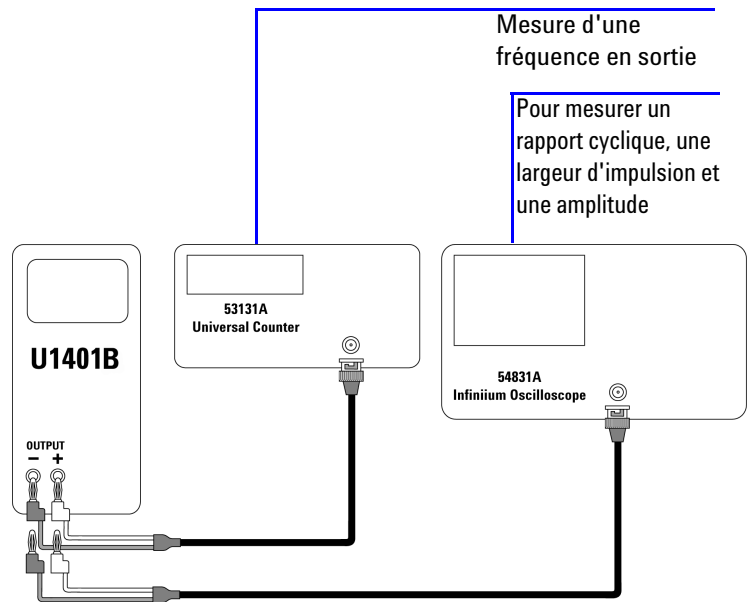 Mesure d'une
fréquence en sortie
Pour mesurer un
rapport cyclique, une
largeur d'impulsion et
une amplitude
53131A
Universal Counter
54831A
Infiniium Oscilloscope
U1401B
OUTPUT
− +